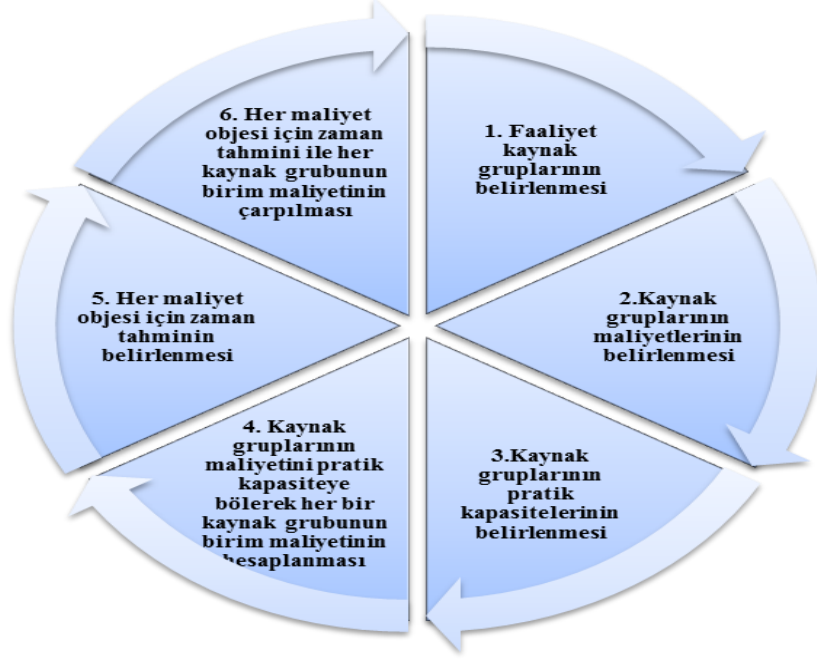 1. Faaliyet
kaynak
gruplarının
belirlenmesi
2.Kaynak
gruplarının
maliyetlerinin
belirlenmesi
3.Kaynak
gruplarının
pratik
kapasitelerinin
belirlenmesi
4. Kaynak
gruplarının
maliyetini pratik
kapasiteye
bölerek her bir
kaynak grubunun
birim maliyetinin
hesaplanması
5. Her maliyet
objesi için zaman
tahminin
belirlenmesi
6. Her maliyet
objesi için zaman
tahmini ile her
kaynak grubunun
birim maliyetinin
çarpılması